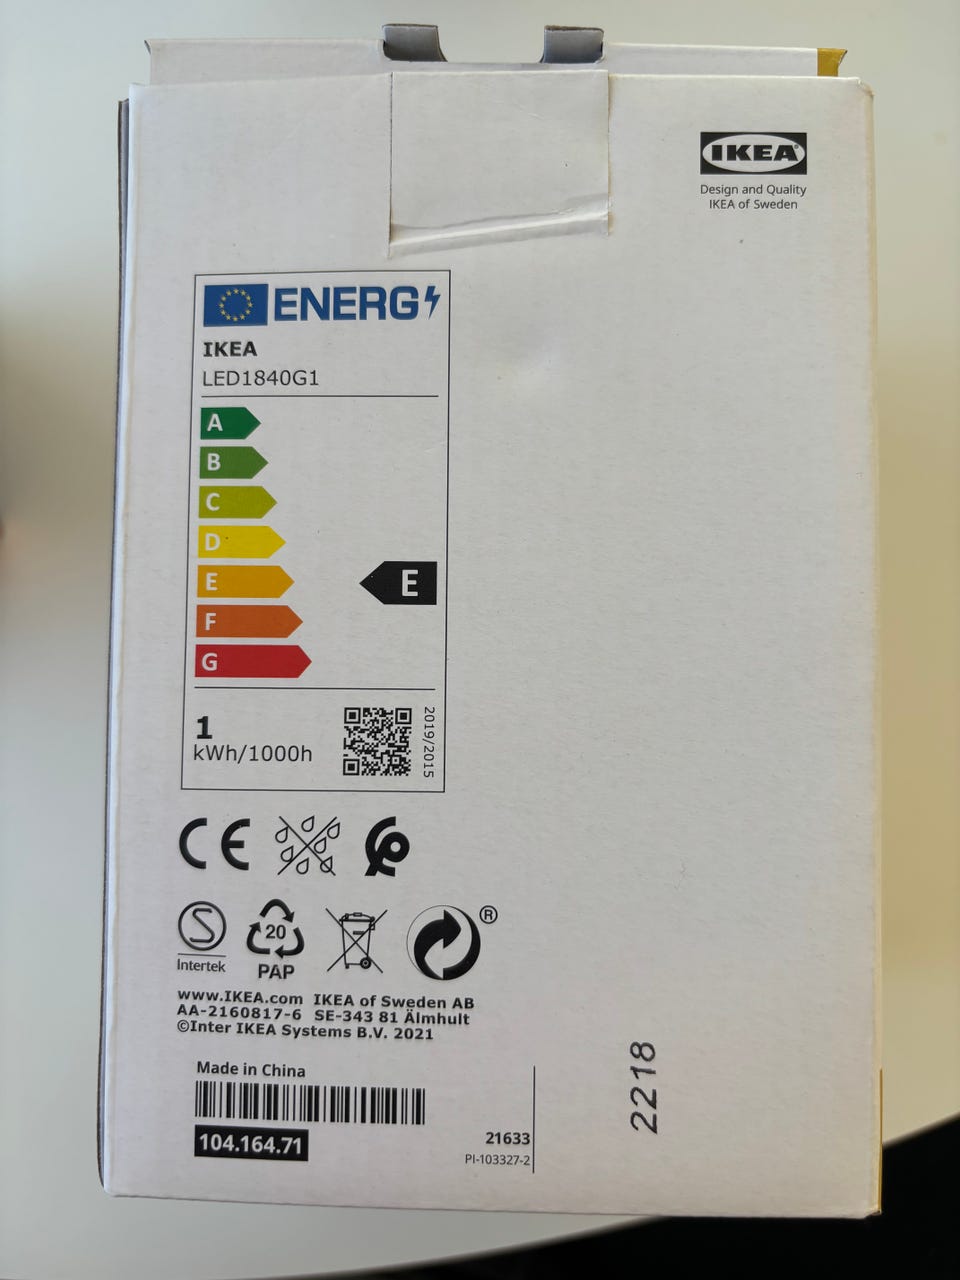 IKEA
Design and Quality
IKEA of Sweden
ENERG
IKEA
LED1840G1
A
B
C
D
E
E
F
G
1
kWh/1000h
2019/2015
CE
Intertek
20
PAP
®
www.IKEA.com IKEA of Sweden AB
AA-2160817-6 SE-343 81 Älmhult
©Inter IKEA Systems B.V. 2021
Made in China
104.164.71
21633
PI-103327-2
2218